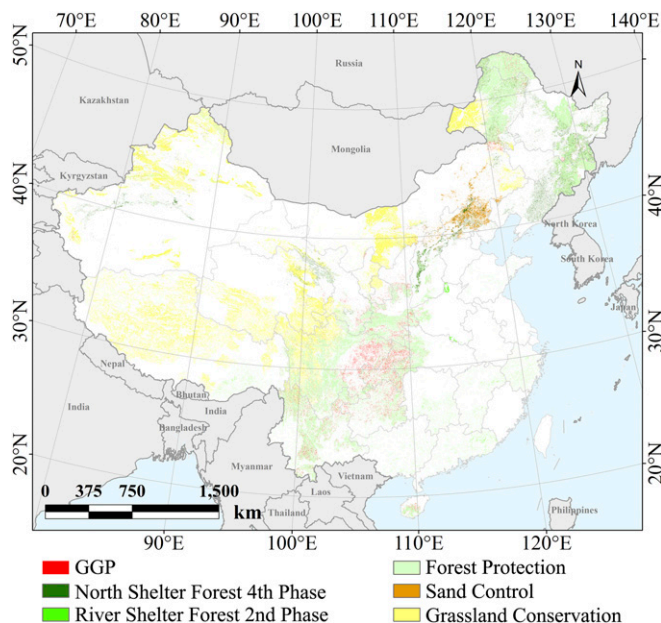 70°E 80°E 90°E 100°E 110°E 120°E 130°E
50°N
Russia
N
Kazakhstan
50°N
Mongolia
40°N
Kyrgyzstan
40°N
North Korea
South Korea
Japan
30°N
30°N
Nepal
Bhutan
India
India
Bangladesh
20°N
Myanmar
Vietnam
20°N
Laos
0 375 750 1,500
km
Thailand
Philippines
90°E 100°E 110°E 120°E
GGP
Forest Protection
North Shelter Forest 4th Phase
Sand Control
River Shelter Forest 2nd Phase
Grassland Conservation